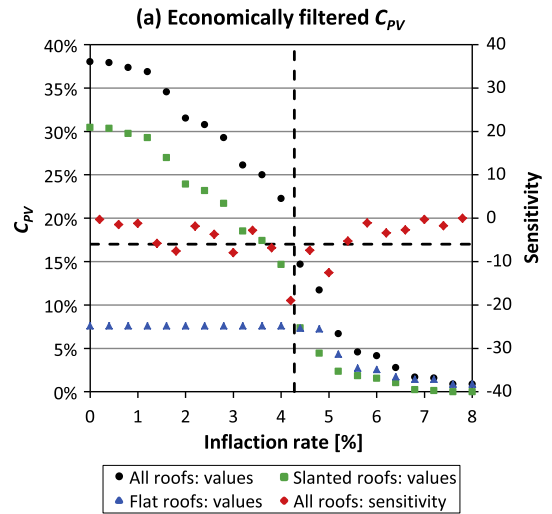 (a) Economically filtered C_PV
40%
35%
30%
25%
20%
15%
10%
5%
0%
C_PV
40
30
20
10
0
-10
-20
-30
-40
Sensitivity
0 1 2 3 4 5 6 7 8
Inflaction rate [%]
All roofs: values
Slanted roofs: values
Flat roofs: values
All roofs: sensitivity